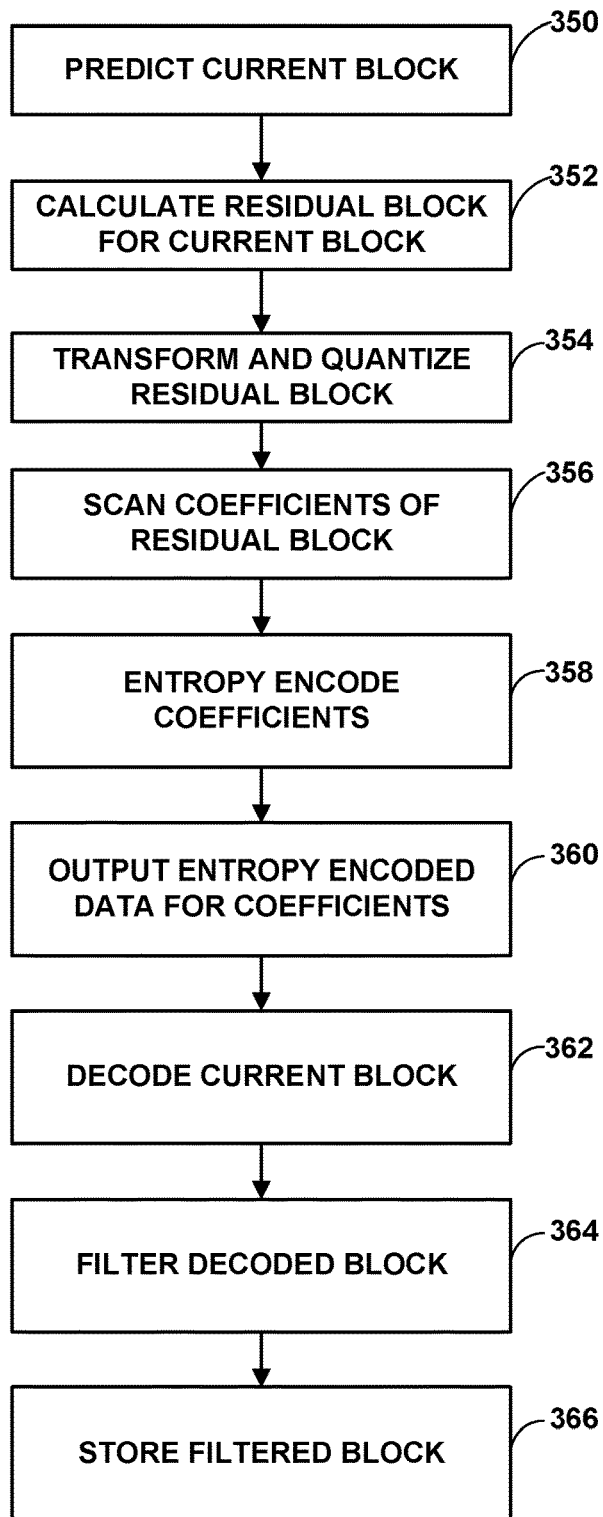 350
PREDICT CURRENT BLOCK
352
CALCULATE RESIDUAL BLOCK
FOR CURRENT BLOCK
354
TRANSFORM AND QUANTIZE
RESIDUAL BLOCK
356
SCAN COEFFICIENTS OF
RESIDUAL BLOCK
358
ENTROPY ENCODE
COEFFICIENTS
360
OUTPUT ENTROPY ENCODED
DATA FOR COEFFICIENTS
362
DECODE CURRENT BLOCK
364
FILTER DECODED BLOCK
366
STORE FILTERED BLOCK